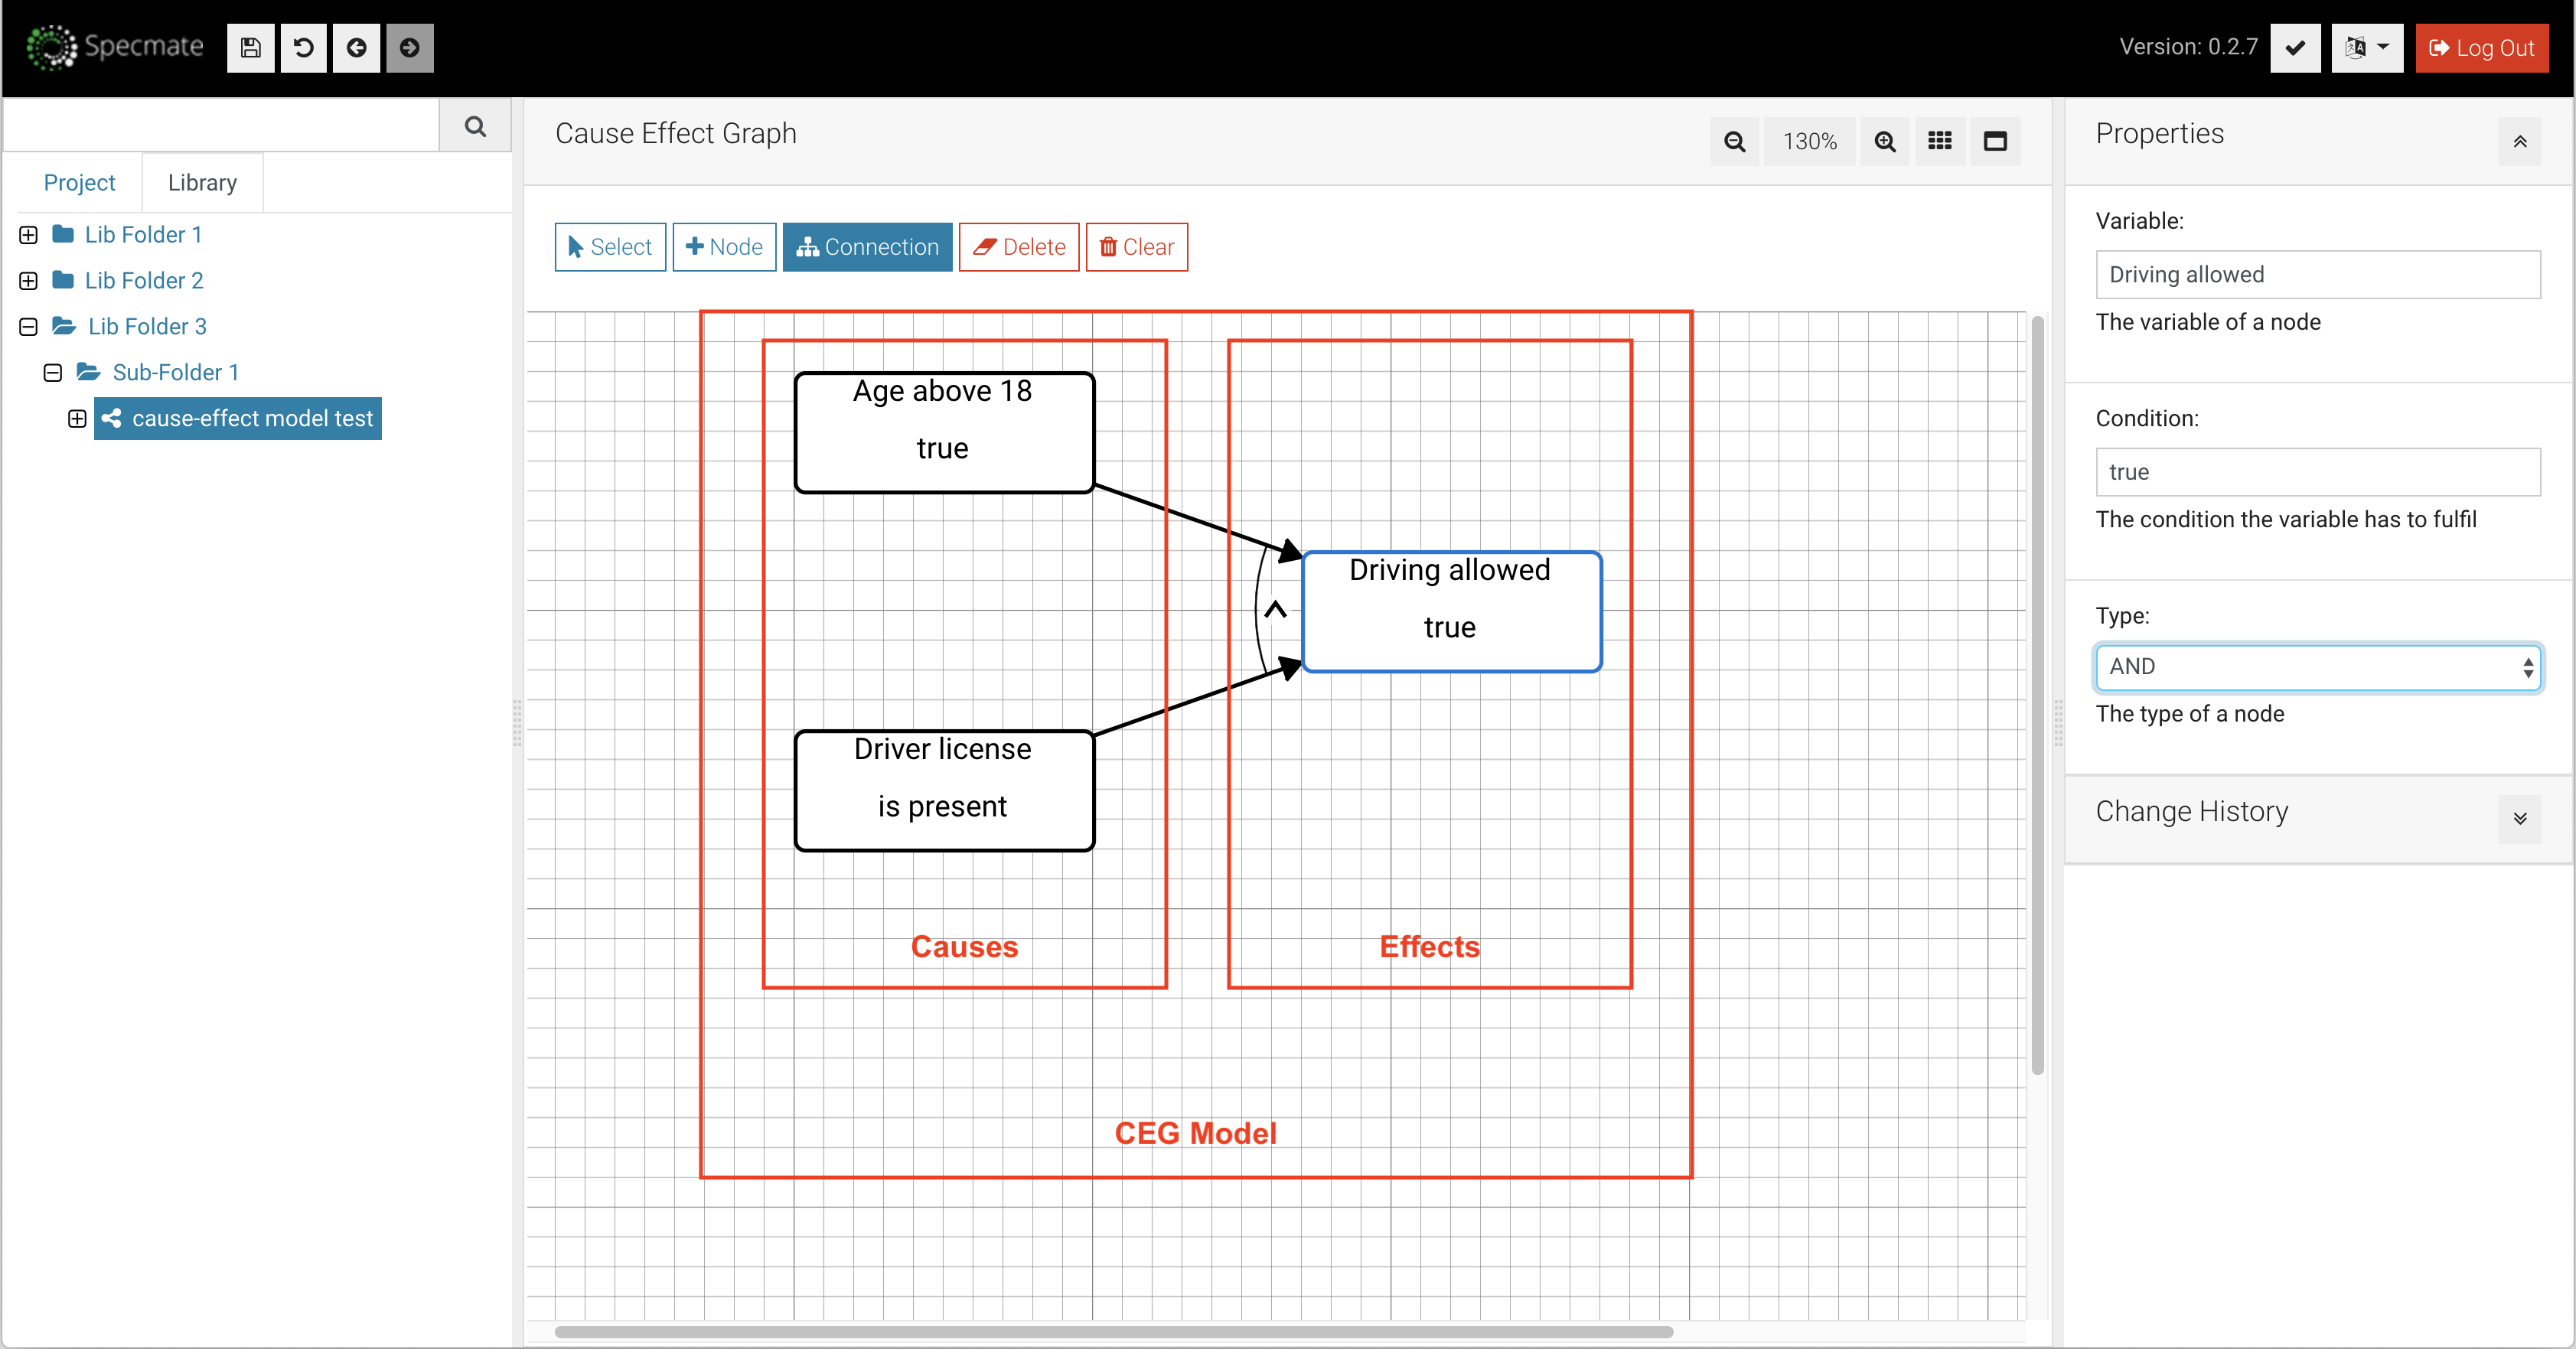 Specmate
Version: 0.2.7
Log Out
Project
Library
Lib Folder 1
Lib Folder 2
Lib Folder 3
Sub-Folder 1
cause-effect model test
Cause Effect Graph
130%
Select
Node
Connection
Delete
Clear
Age above 18
true
Driving allowed
true
Driver license
is present
Causes
Effects
CEG Model
Properties
Variable:
Driving allowed
The variable of a node
Condition:
true
The condition the variable has to fulfil
Type:
AND
The type of a node
Change History